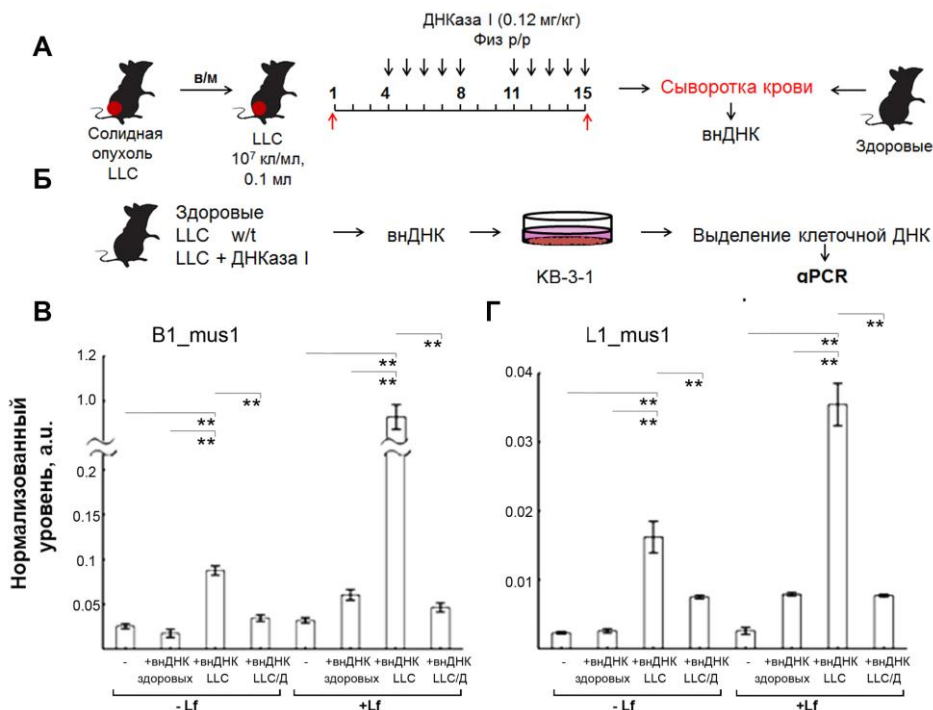 А
ДНКаза I (0.12 мг/кг)
Физ р/р
в/м
1 4 8 11 15
Солидная
опухоль
LLC
LLC
10⁷ кл/мл,
0.1 мл
Сыворотка крови
внДНК
Здоровые
Б
Здоровые
LLC w/t
LLC + ДНКаза I
внДНК
KB-3-1
Выделение клеточной ДНК
qPCR
В
B1_mus1
Нормализованный
уровень, a.u.
**
**
**
**
**
**
1.2
1.0
0.2
0.15
0.1
0.05
- +внДНК +внДНК +внДНК - +внДНК +внДНК +внДНК
здоровых LLC LLC/Д здоровых LLC LLC/Д
- Lf +Lf
Г
L1_mus1
**
**
**
**
**
**
0.04
0.03
0.02
0.01
- +внДНК +внДНК +внДНК - +внДНК +внДНК +внДНК
здоровых LLC LLC/Д здоровых LLC LLC/Д
- Lf +Lf